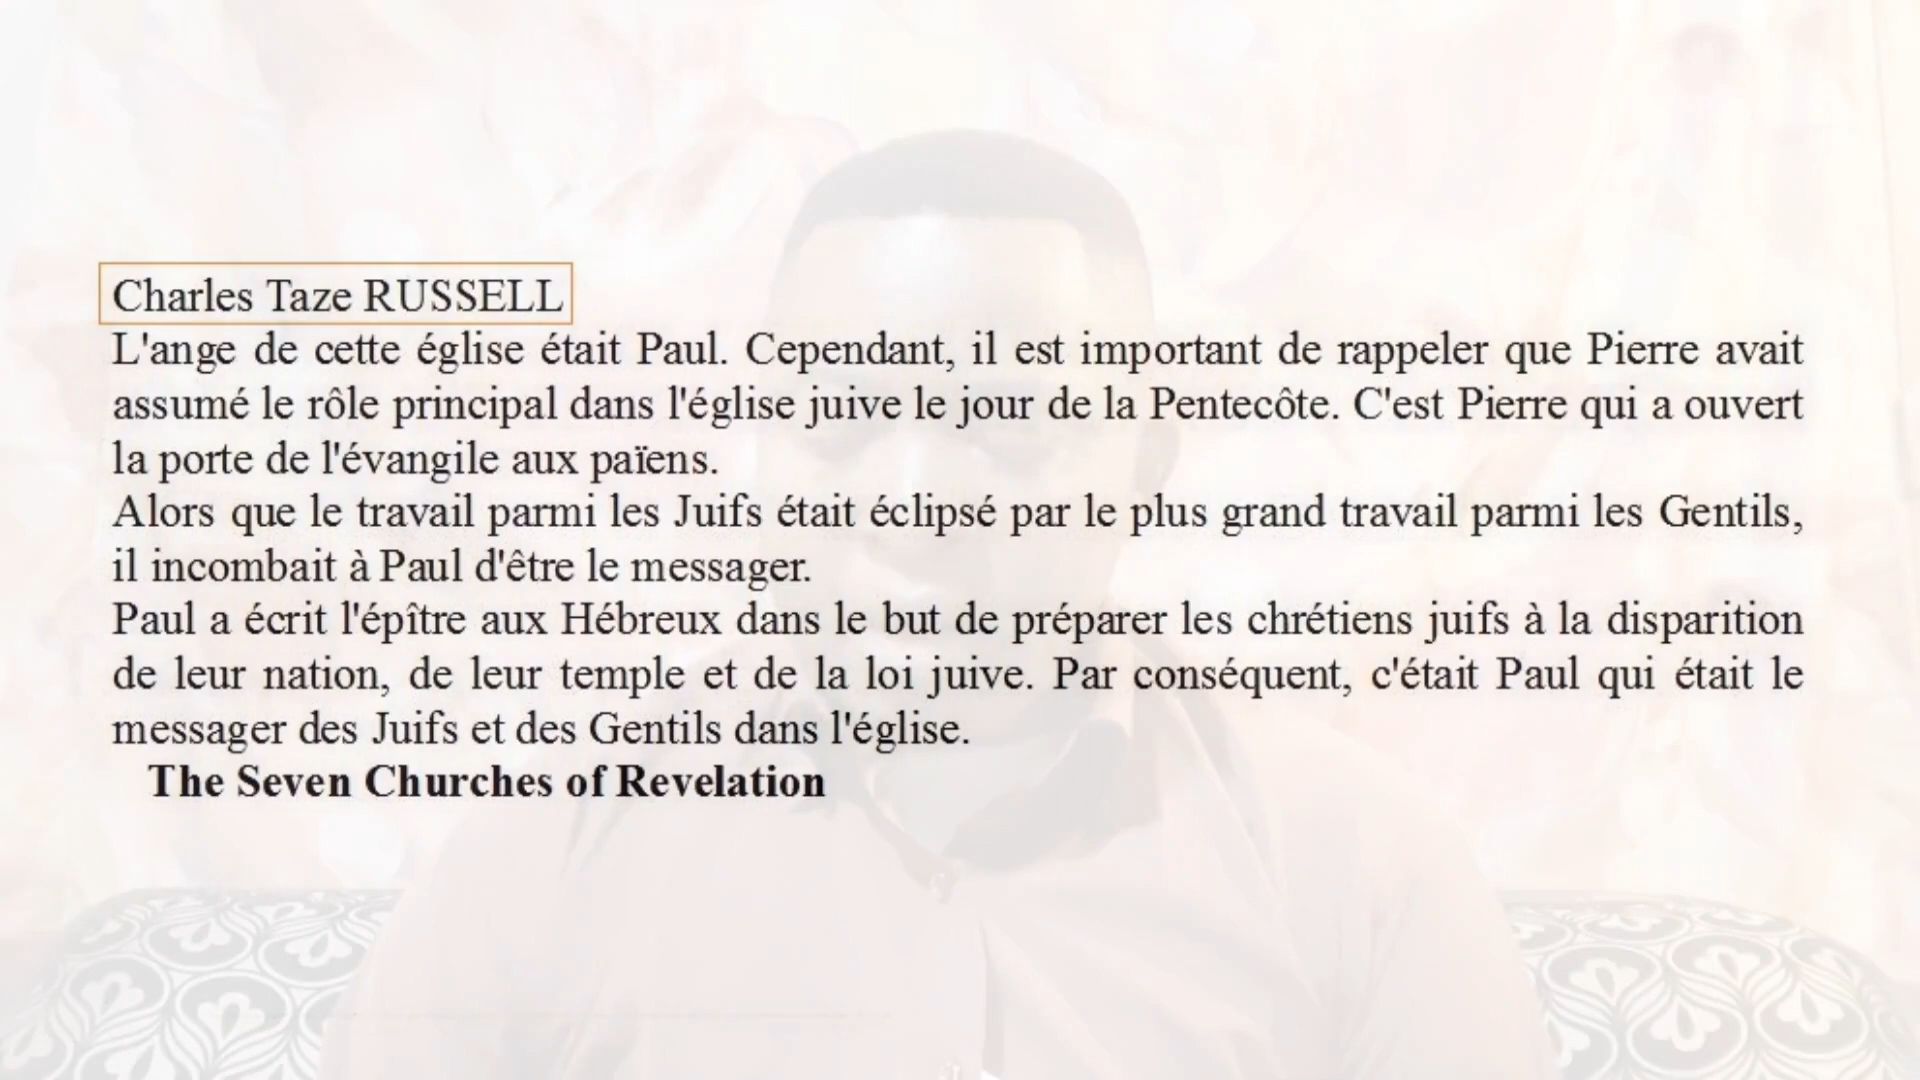 Charles Taze RUSSELL
L'ange de cette église était Paul. Cependant, il est important de rappeler que Pierre avait
assumé le rôle principal dans l'église juive le jour de la Pentecôte. C'est Pierre qui a ouvert
la porte de l'évangile aux païens.
Alors que le travail parmi les Juifs était éclipsé par le plus grand travail parmi les Gentils,
il incombait à Paul d'être le messager.
Paul a écrit l'épître aux Hébreux dans le but de préparer les chrétiens juifs à la disparition
de leur nation, de leur temple et de la loi juive. Par conséquent, c'était Paul qui était le
messager des Juifs et des Gentils dans l'église.
The Seven Churches of Revelation